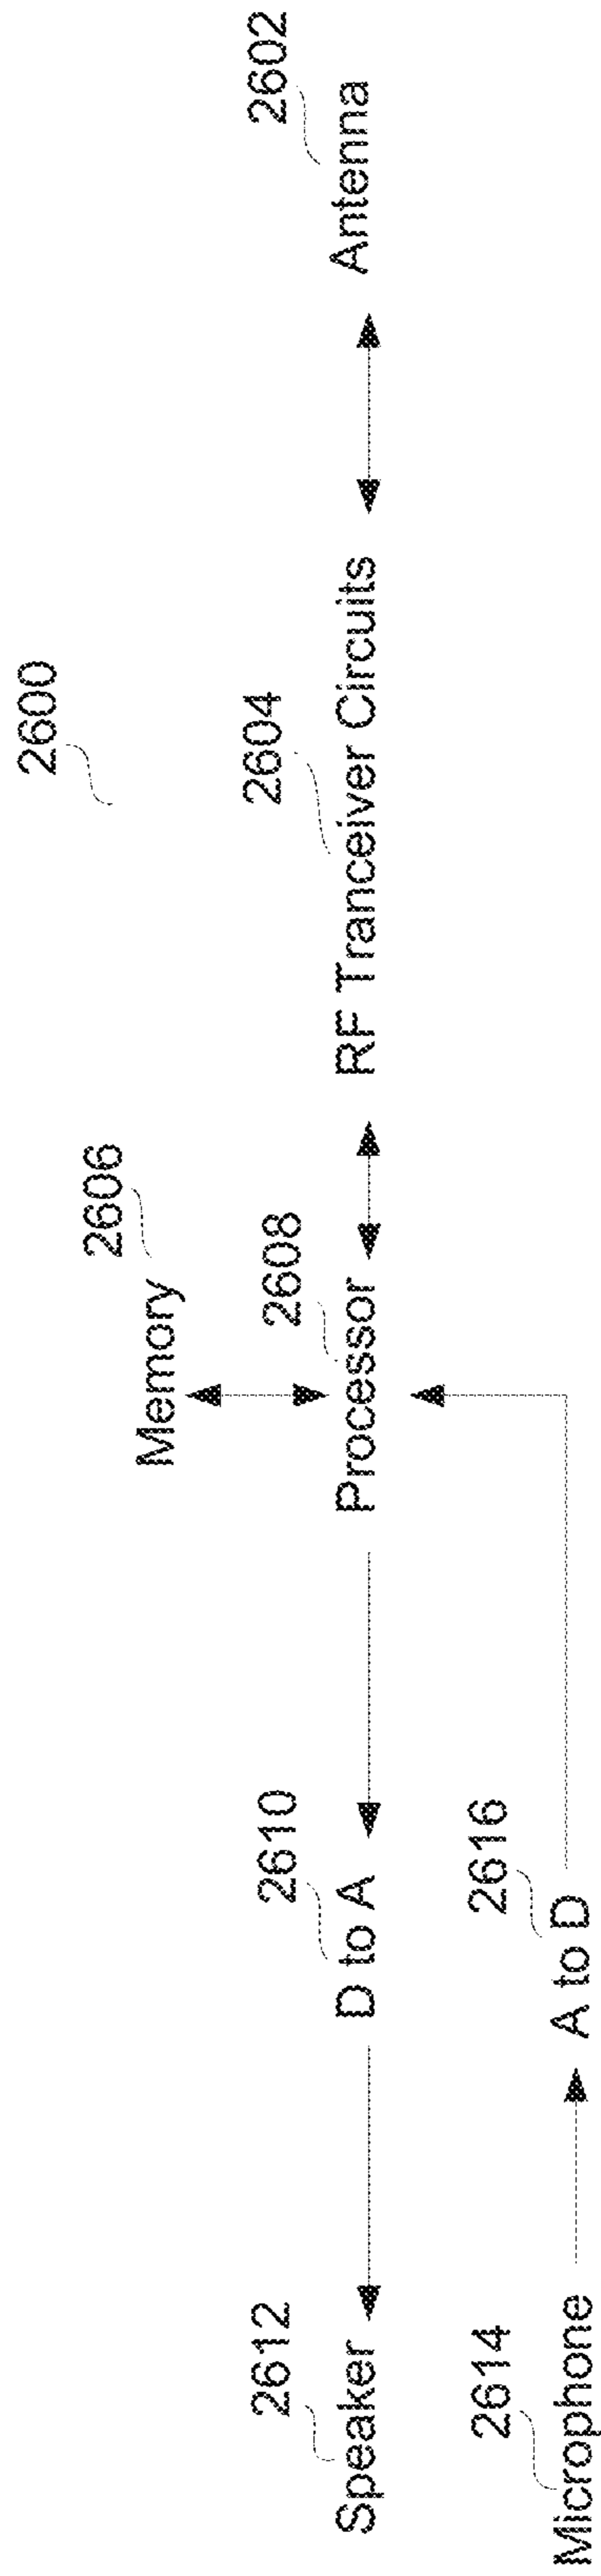 2600
2606
Memory
2612
2610
2608
2604
2602
Speaker
D to A
Processor
RF Tranceiver Circuits
Antenna
2614
2616
Microphone
A to D